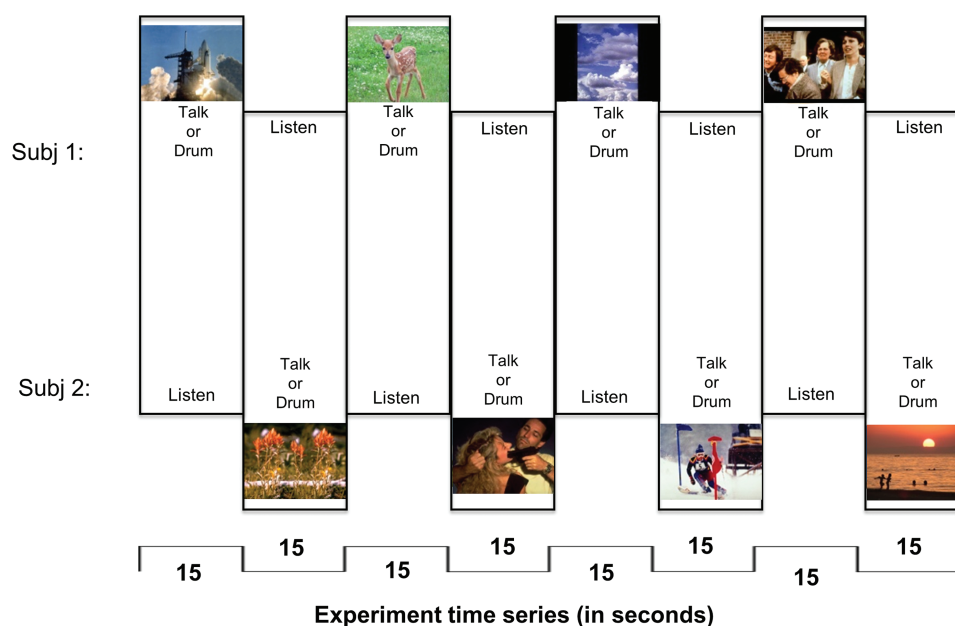 Talk
or
Drum
Listen
Talk
or
Drum
Listen
Talk
or
Drum
Listen
Talk
or
Drum
Listen
Subj 1:
Subj 2:
Listen
Talk
or
Drum
Listen
Talk
or
Drum
Listen
Talk
or
Drum
Listen
Talk
or
Drum
15
15
15
15
15
15
15
15
Experiment time series (in seconds)